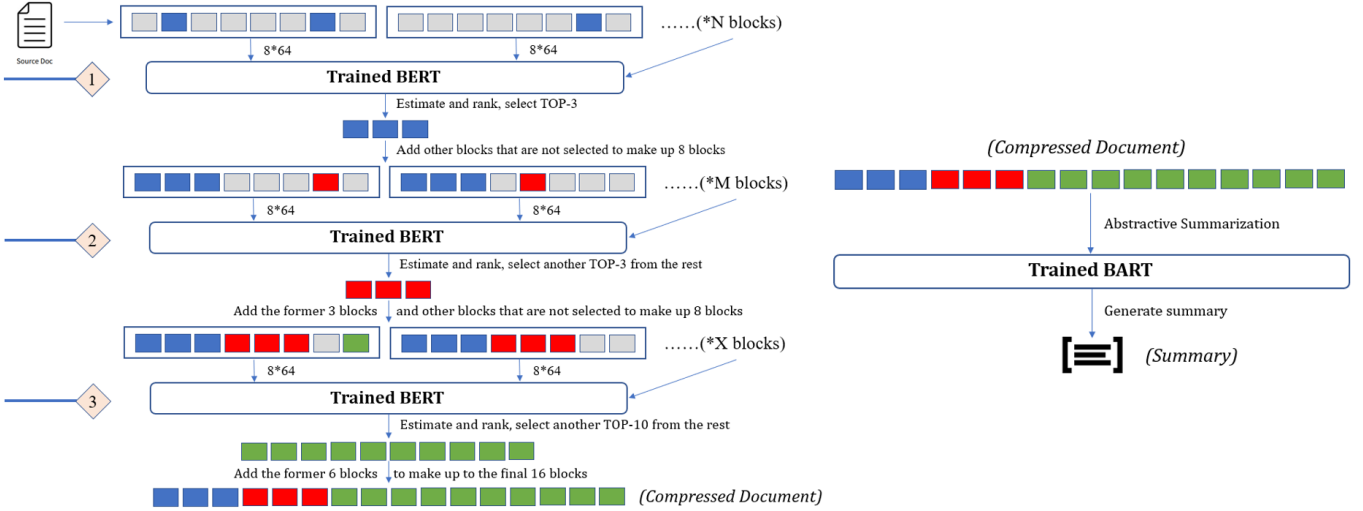 Source Doc
......(*N blocks)
8*64
8*64
1
Trained BERT
Estimate and rank, select TOP-3
Add other blocks that are not selected to make up 8 blocks
......(*M blocks)
8*64
8*64
2
Trained BERT
Estimate and rank, select another TOP-3 from the rest
Add the former 3 blocks and other blocks that are not selected to make up 8 blocks
......(*X blocks)
8*64
8*64
3
Trained BERT
Estimate and rank, select another TOP-10 from the rest
Add the former 6 blocks to make up to the final 16 blocks
(Compressed Document)
(Compressed Document)
Abstractive Summarization
Trained BART
Generate summary
(Summary)